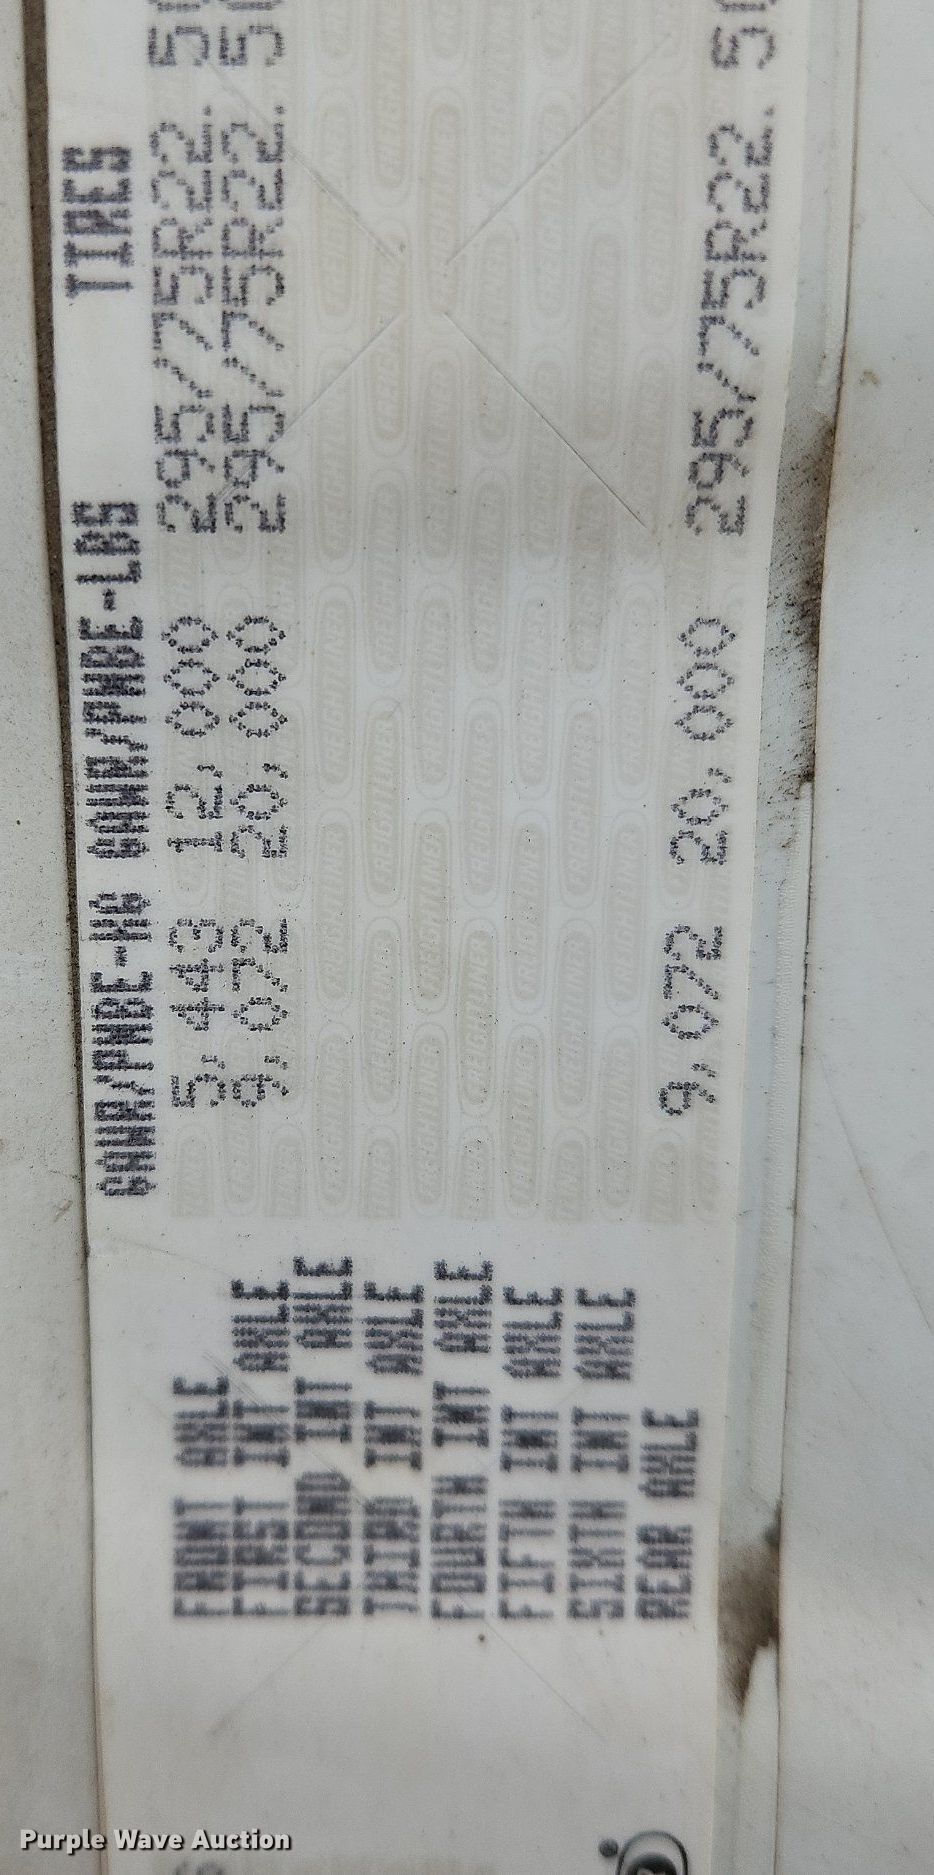 GAWR/PNBE-KG GAWR/PNBE-LBS TIRES
FRONT AXLE 5,443 12,000 295/75R22.5
FIRST INT AXLE 9,072 20,000 295/75R22.5
SECOND INT AXLE
THIRD INT AXLE
FOURTH INT AXLE
FIFTH INT AXLE
SIXTH INT AXLE
REAR AXLE 9,072 20,000 295/75R22.5
Purple Wave Auction